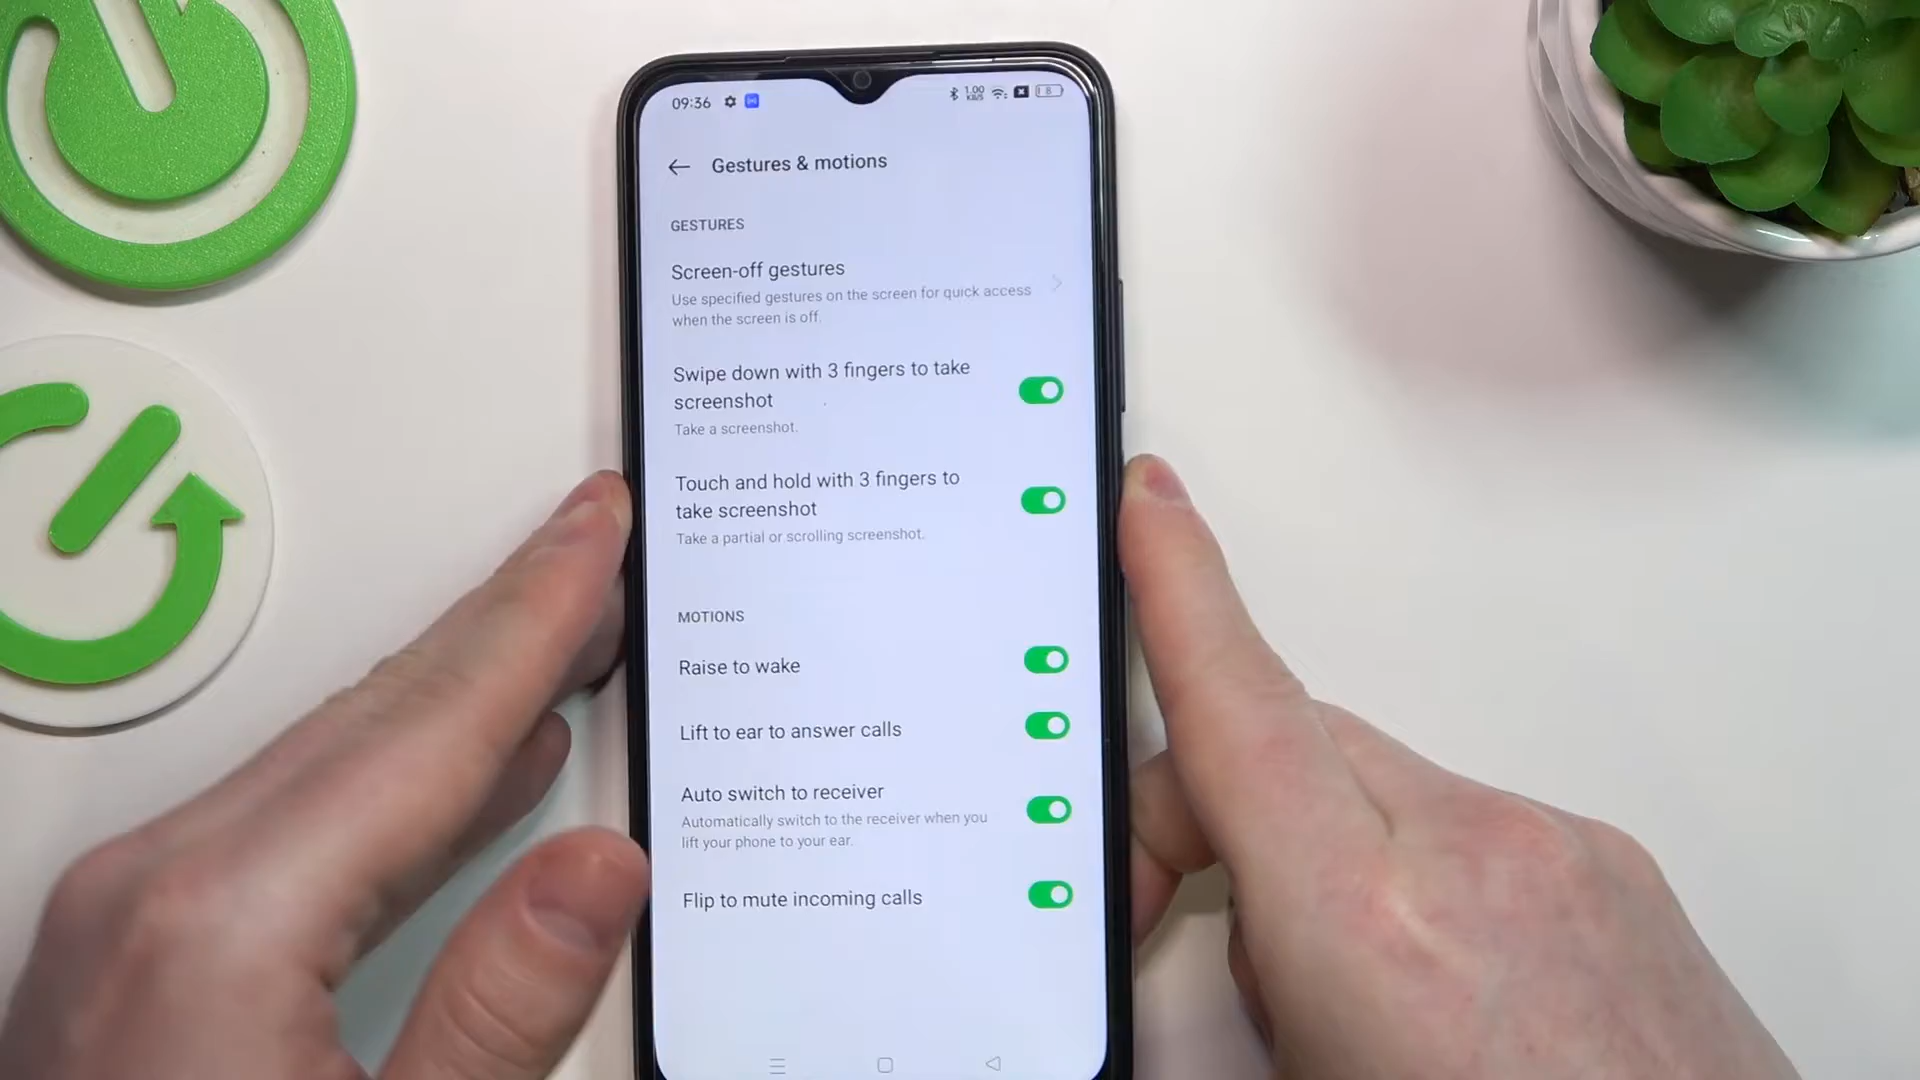 09:36
1.00
KB/S
8
Gestures & motions
GESTURES
Screen-off gestures
Use specified gestures on the screen for quick access
when the screen is off.
Swipe down with 3 fingers to take
screenshot
Take a screenshot.
Touch and hold with 3 fingers to
take screenshot
Take a partial or scrolling screenshot.
MOTIONS
Raise to wake
Lift to ear to answer calls
Auto switch to receiver
Automatically switch to the receiver when you
lift your phone to your ear.
Flip to mute incoming calls